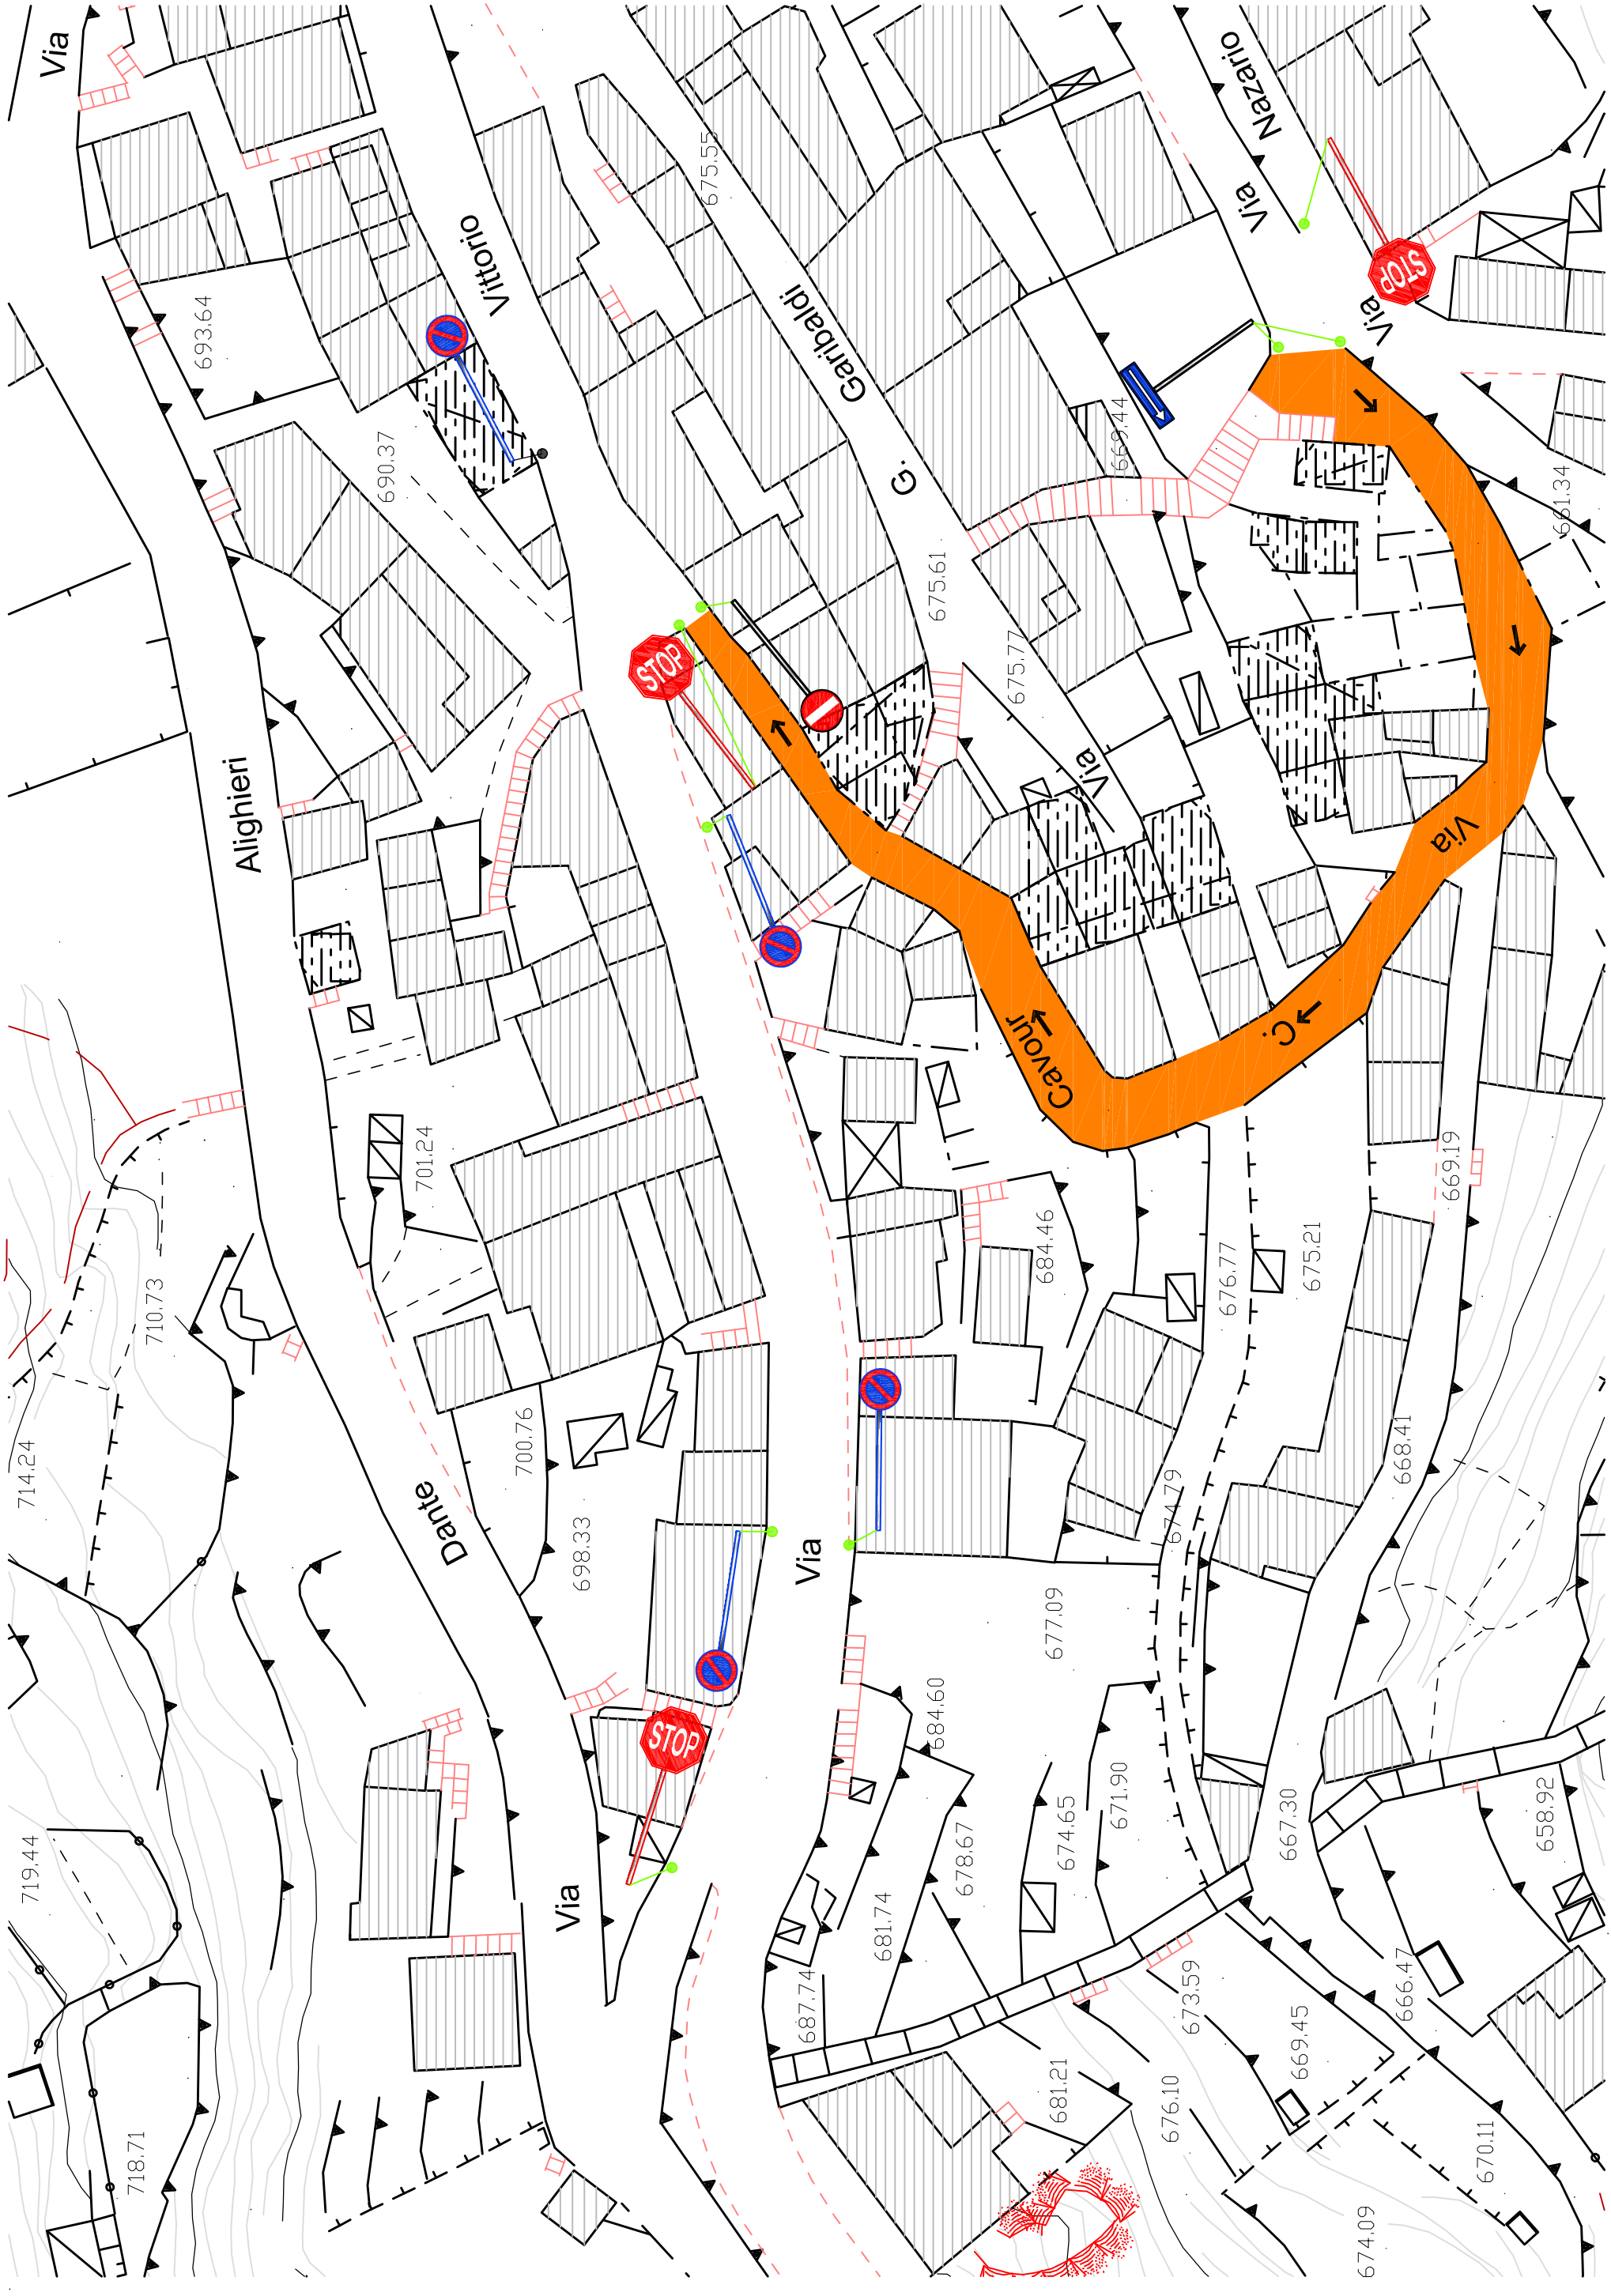 Via
Nazario
675.55
Via
Vittorio
STOP
Garibaldi
Via
693.64
669.44
690.37
G.
661.34
675.61
STOP
675.77
Via
Alighieri
Via
C.
Cavour
701.24
669.19
684.46
676.77
675.21
710.73
700.76
668.41
714.24
674.79
Dante
698.33
Via
677.09
684.60
STOP
671.90
658.92
674.65
667.30
678.67
719.44
Via
681.74
666.47
673.59
687.74
669.45
681.21
676.10
670.11
718.71
674.09